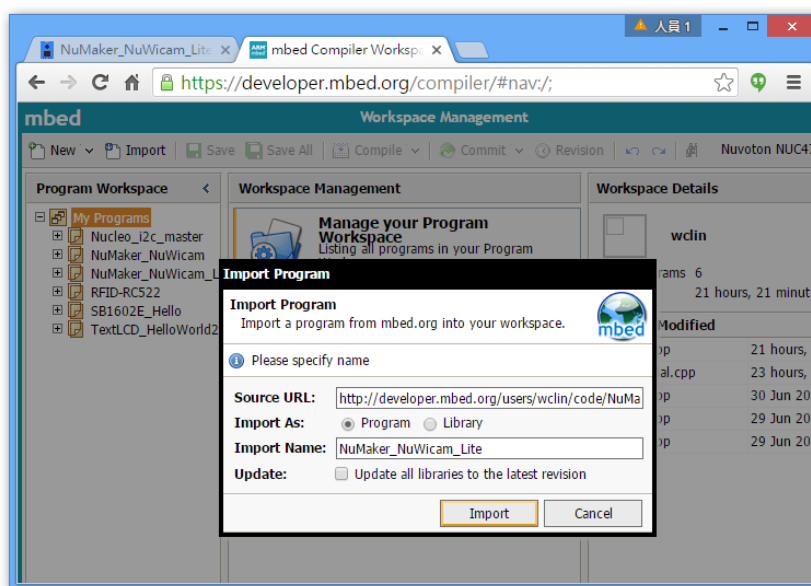 人員 1
NuMaker_NuWicam_Lite
mbed Compiler Workspa
https://developer.mbed.org/compiler/#nav:/;
mbed Workspace Management
New Import Save Save All Compile Commit Revision Nuvoton NUC47
Program Workspace < Workspace Management Workspace Details
My Programs
Nucleo_i2c_master
NuMaker_NuWicam
NuMaker_NuWicam_L
RFID-RC522
SB1602E_Hello
TextLCD_HelloWorld2
Manage your Program
Workspace
Listing all programs in your Program
wclin
rams 6
21 hours, 21 minut
Modified
pp 21 hours,
al.cpp 23 hours,
pp 30 Jun 20
pp 29 Jun 20
pp 29 Jun 20
Import Program
Import Program
Import a program from mbed.org into your workspace.
mbed
Please specify name
Source URL: http://developer.mbed.org/users/wclin/code/NuMa
Import As: Program Library
Import Name: NuMaker_NuWicam_Lite
Update: Update all libraries to the latest revision
Import Cancel